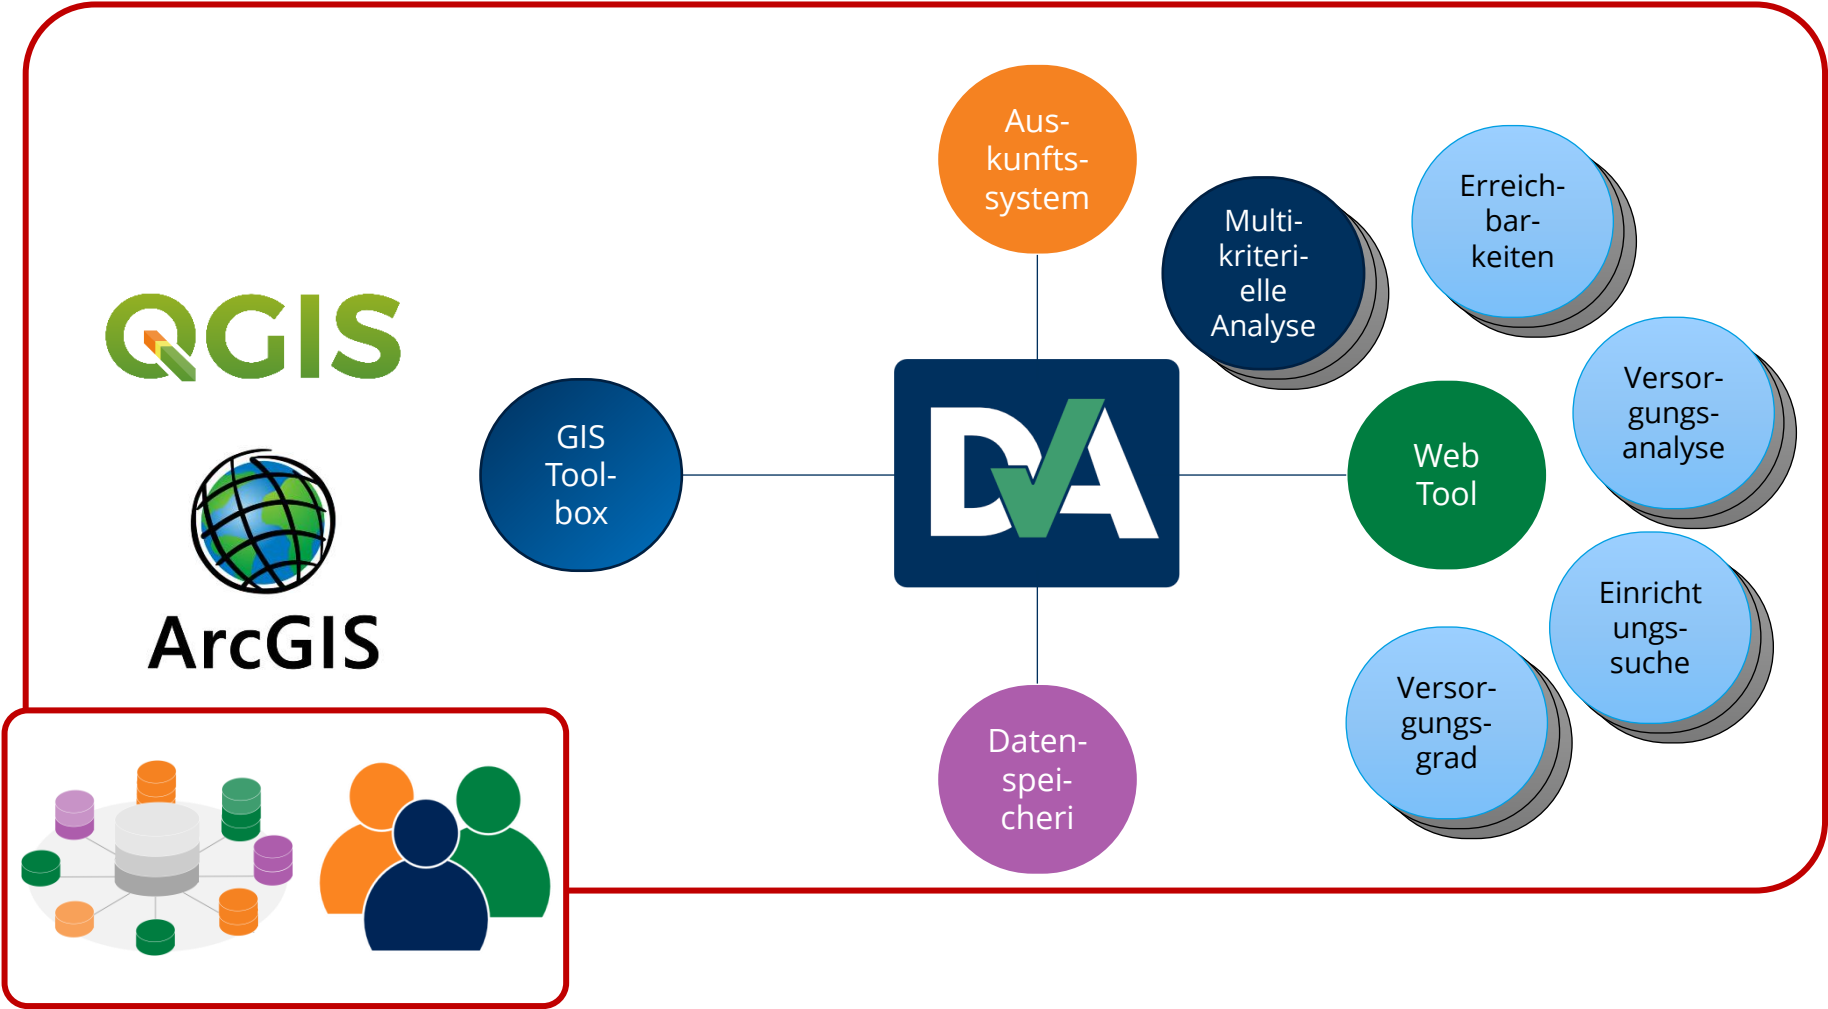 Aus-
kunfts-
system
Multi-
kriteri-
elle
Analyse
Erreich-
bar-
keiten
QGIS
ArcGIS
GIS
Tool-
box
DA
Web
Tool
Versor-
gungs-
analyse
Einricht
ungs-
suche
Versor-
gungs-
grad
Daten-
spei-
cheri